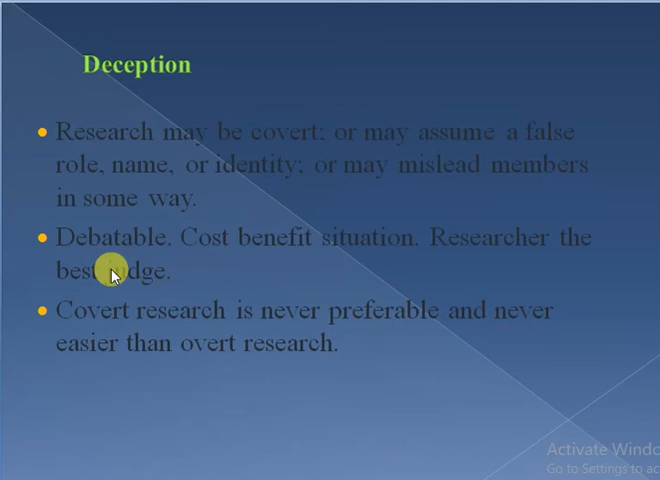 Deception
Research may be covert; or may assume a false
role, name, or identity; or may mislead members
in some way.
Debatable. Cost benefit situation. Researcher the
best judge.
Covert research is never preferable and never
easier than overt research.
Activate Windo
Go to Settings to ac